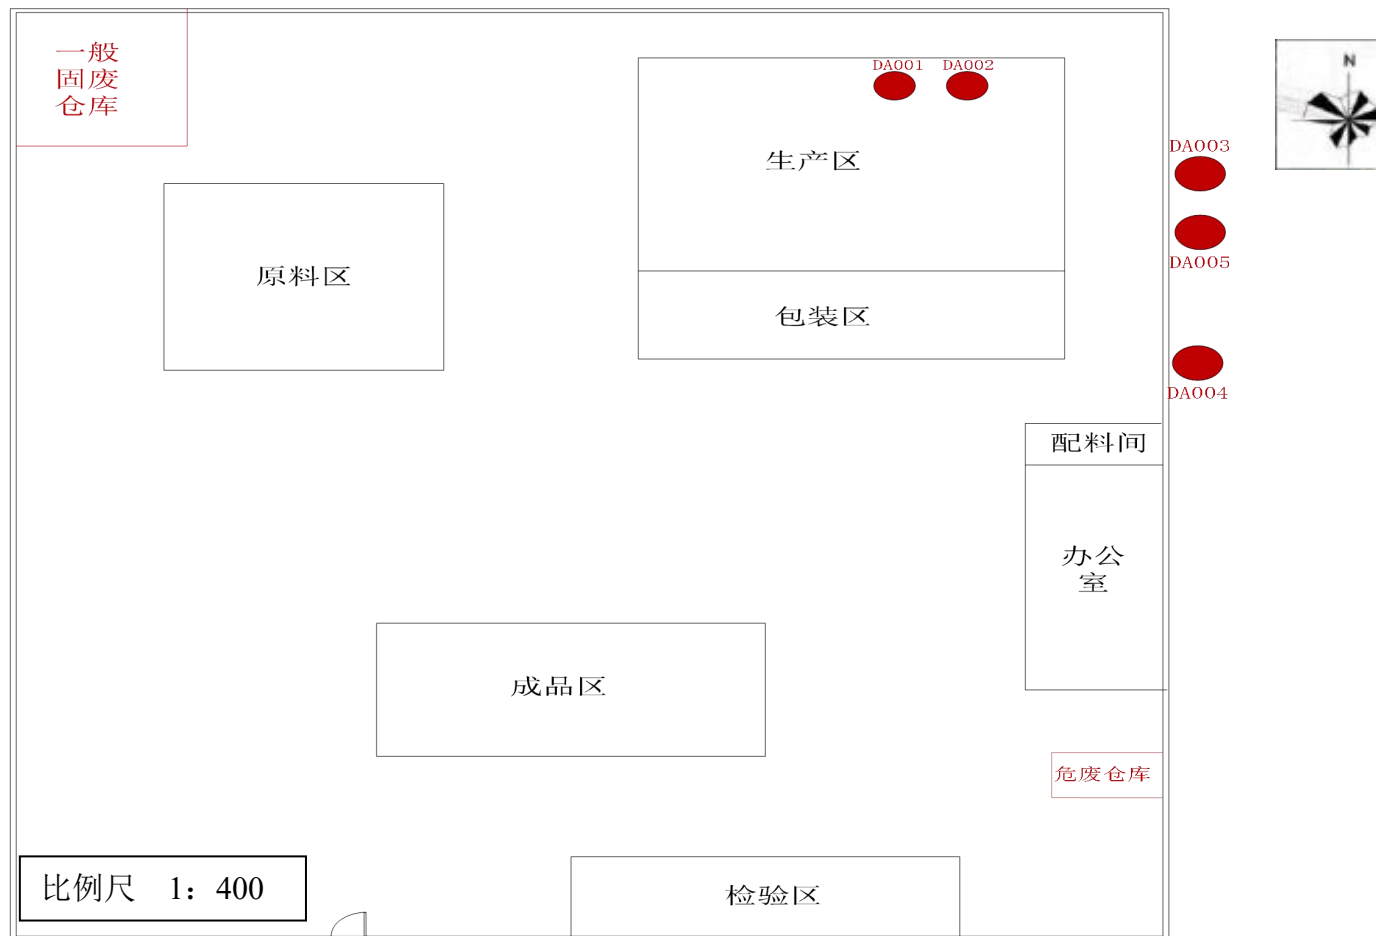 一般
固废
仓库
N
DA001
DA002
DA003
生产区
DA005
原料区
包装区
DA004
配料间
办公
室
成品区
危废仓库
比例尺 1：400
检验区